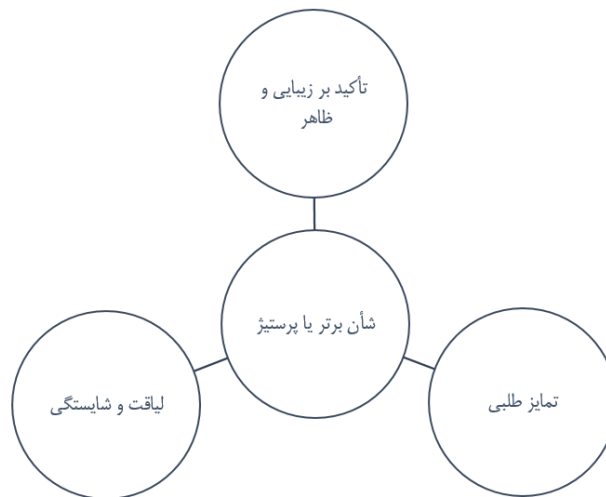 تأکید بر زیبایی و
ظاهر
شأن برتر یا پرستیژ
تمایز طلبی
لیاقت و شایستگی